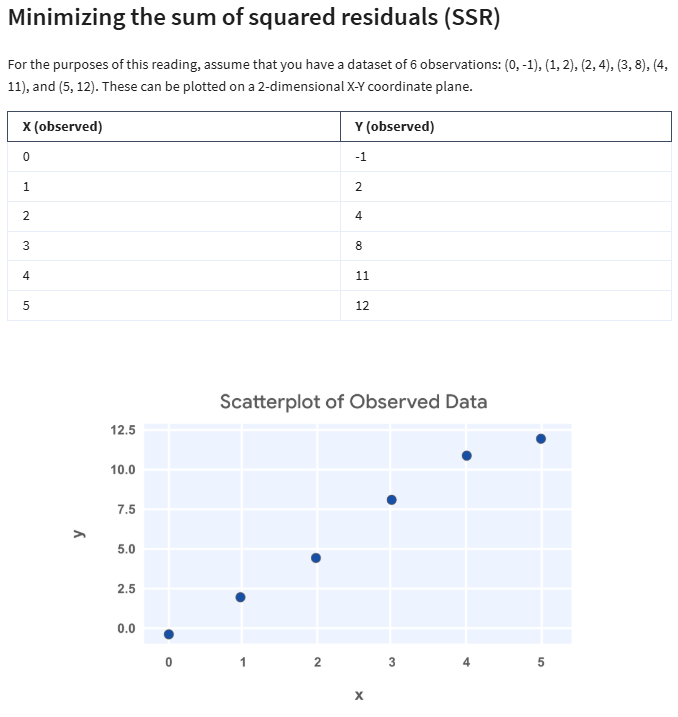 Minimizing the sum of squared residuals (SSR)
For the purposes of this reading, assume that you have a dataset of 6 observations: (0, -1), (1, 2), (2, 4), (3, 8), (4,
11), and (5, 12). These can be plotted on a 2-dimensional X-Y coordinate plane.
X (observed) Y (observed)
0 -1
1 2
2 4
3 8
4 11
5 12
Scatterplot of Observed Data
12.5
10.0
7.5
y
5.0
2.5
0.0
0 1 2 3 4 5
x